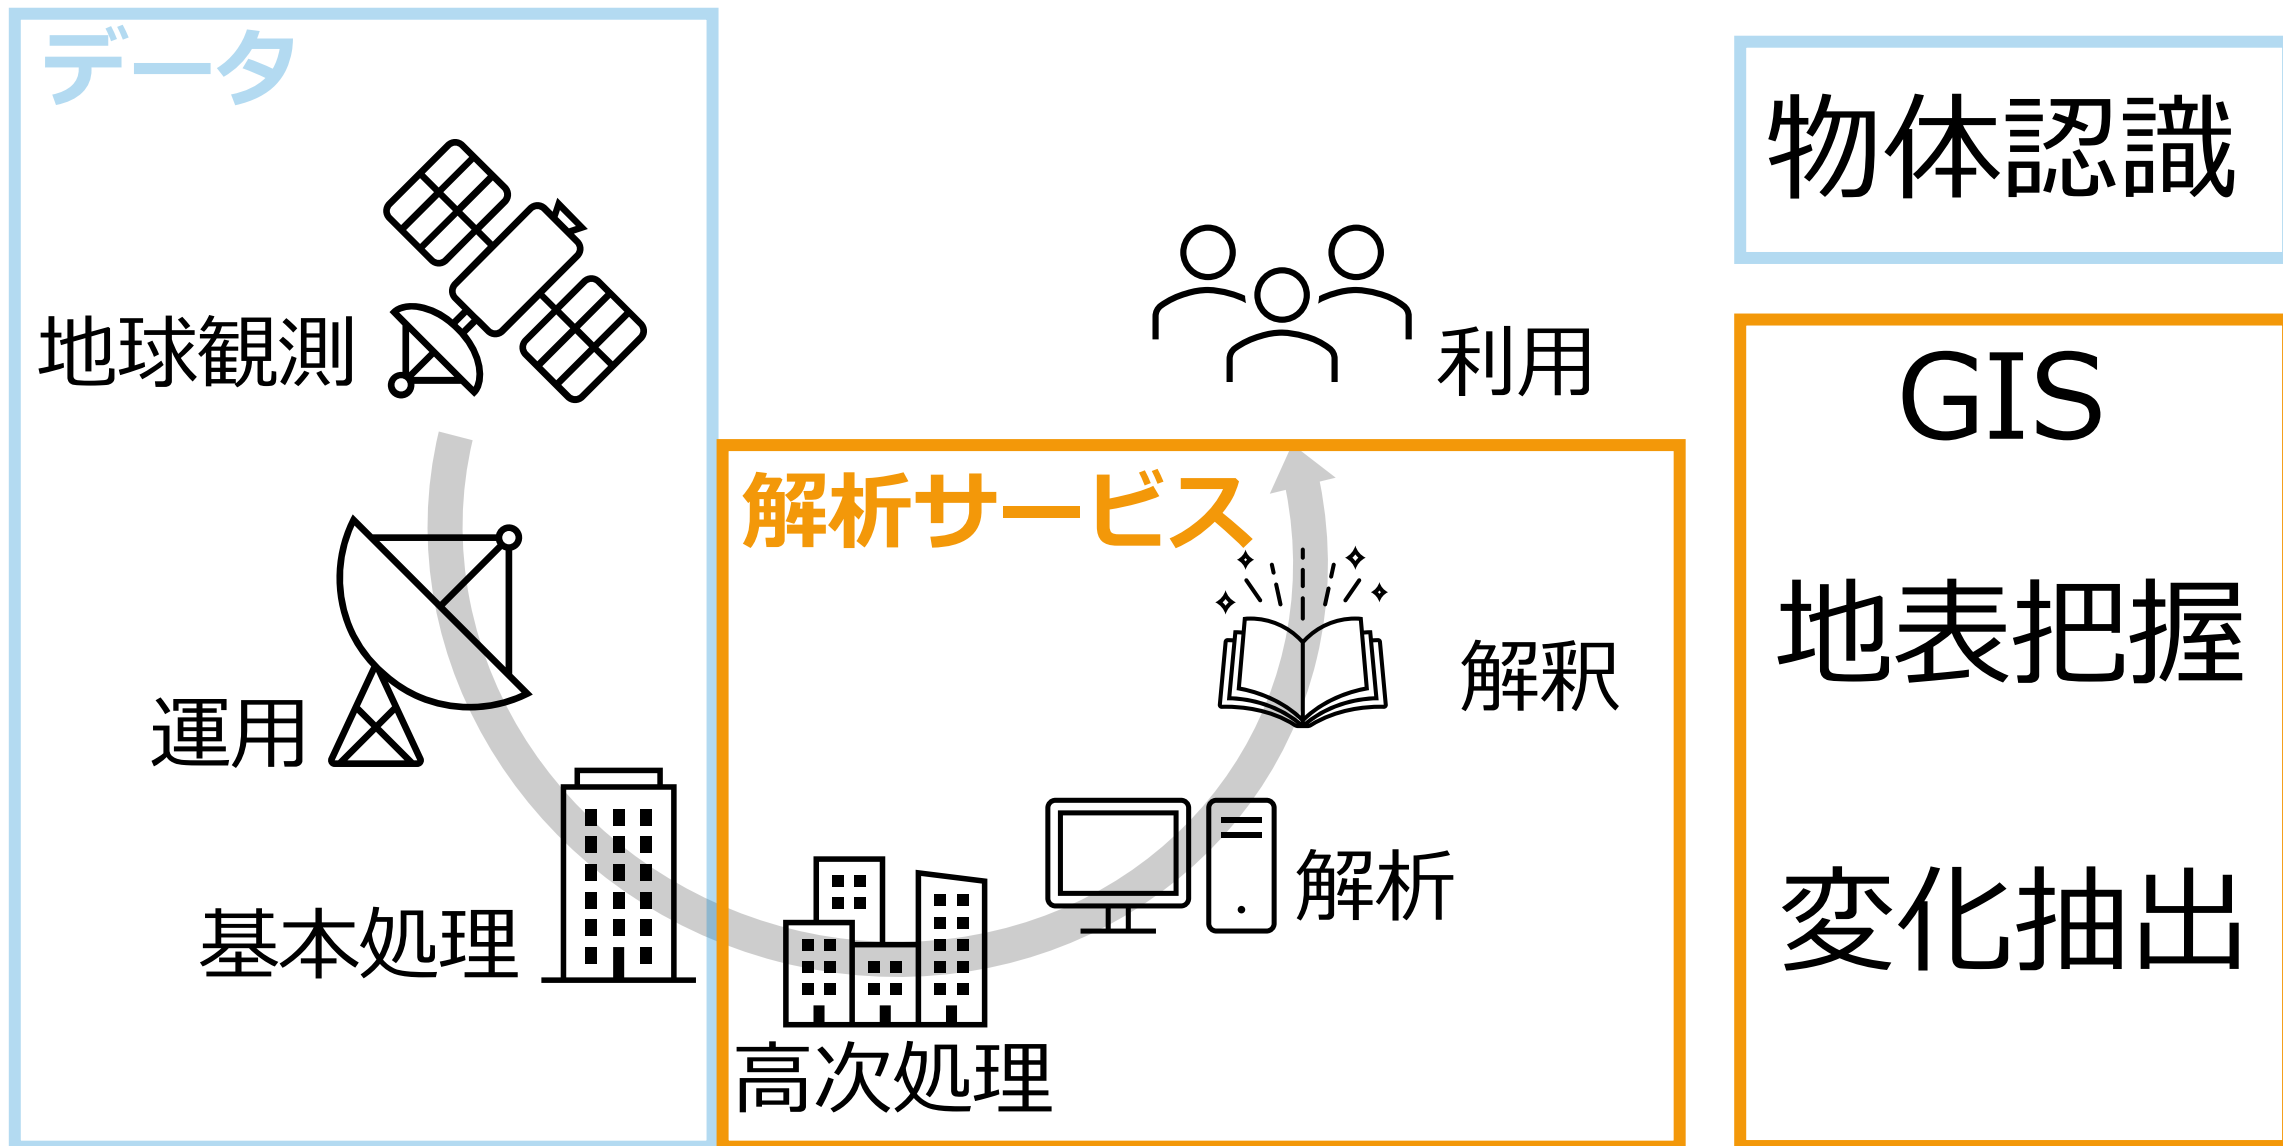 データ
地球観測
運用
基本処理
利用
解析サービス
解釈
解析
高次処理
物体認識
GIS
地表把握
変化抽出